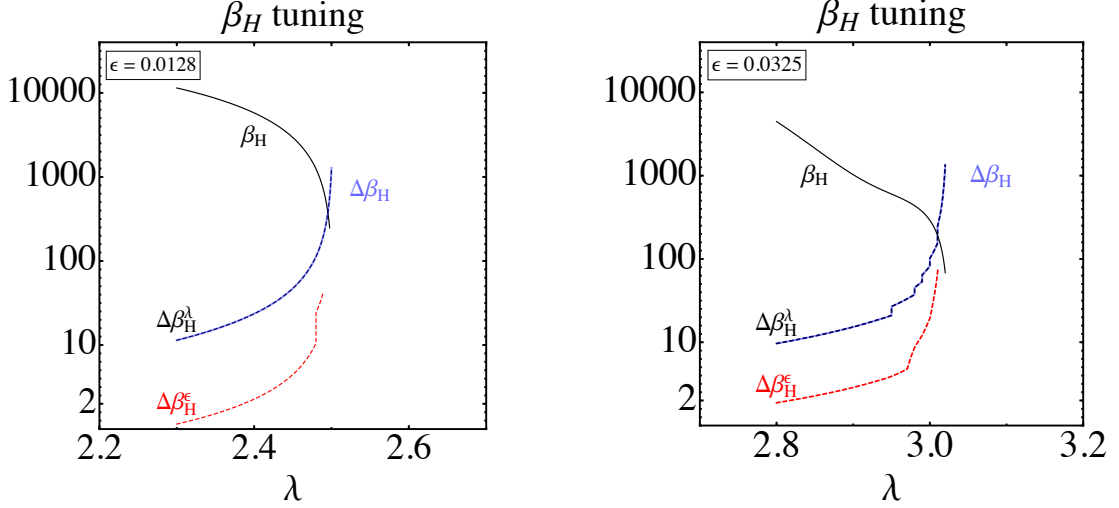 β_H tuning
ϵ = 0.0128
10000
1000
100
10
2
β_H
Δβ_H
Δβ_H^λ
Δβ_H^ϵ
2.2 2.4 2.6
λ
β_H tuning
ϵ = 0.0325
10000
1000
100
10
2
β_H
Δβ_H
Δβ_H^λ
Δβ_H^ϵ
2.8 3.0 3.2
λ